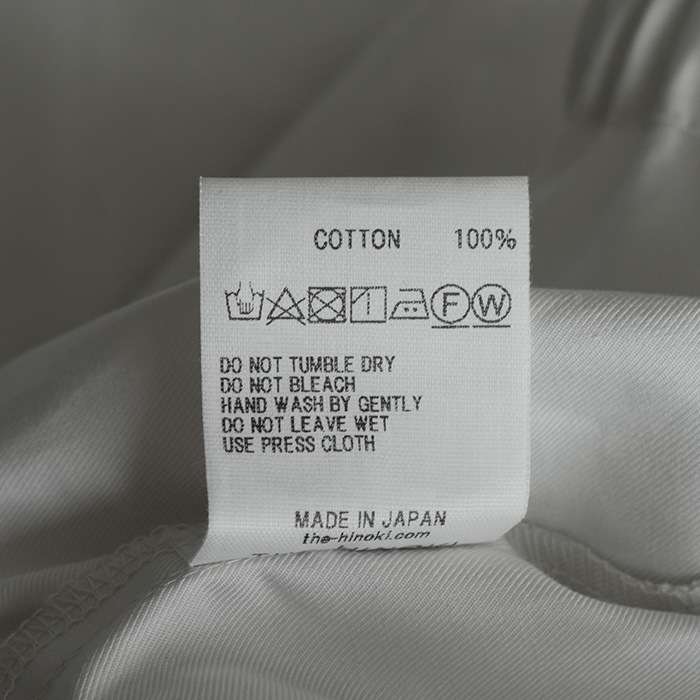 COTTON 100%
F W
DO NOT TUMBLE DRY
DO NOT BLEACH
HAND WASH BY GENTLY
DO NOT LEAVE WET
USE PRESS CLOTH
MADE IN JAPAN
the-hinoki.com